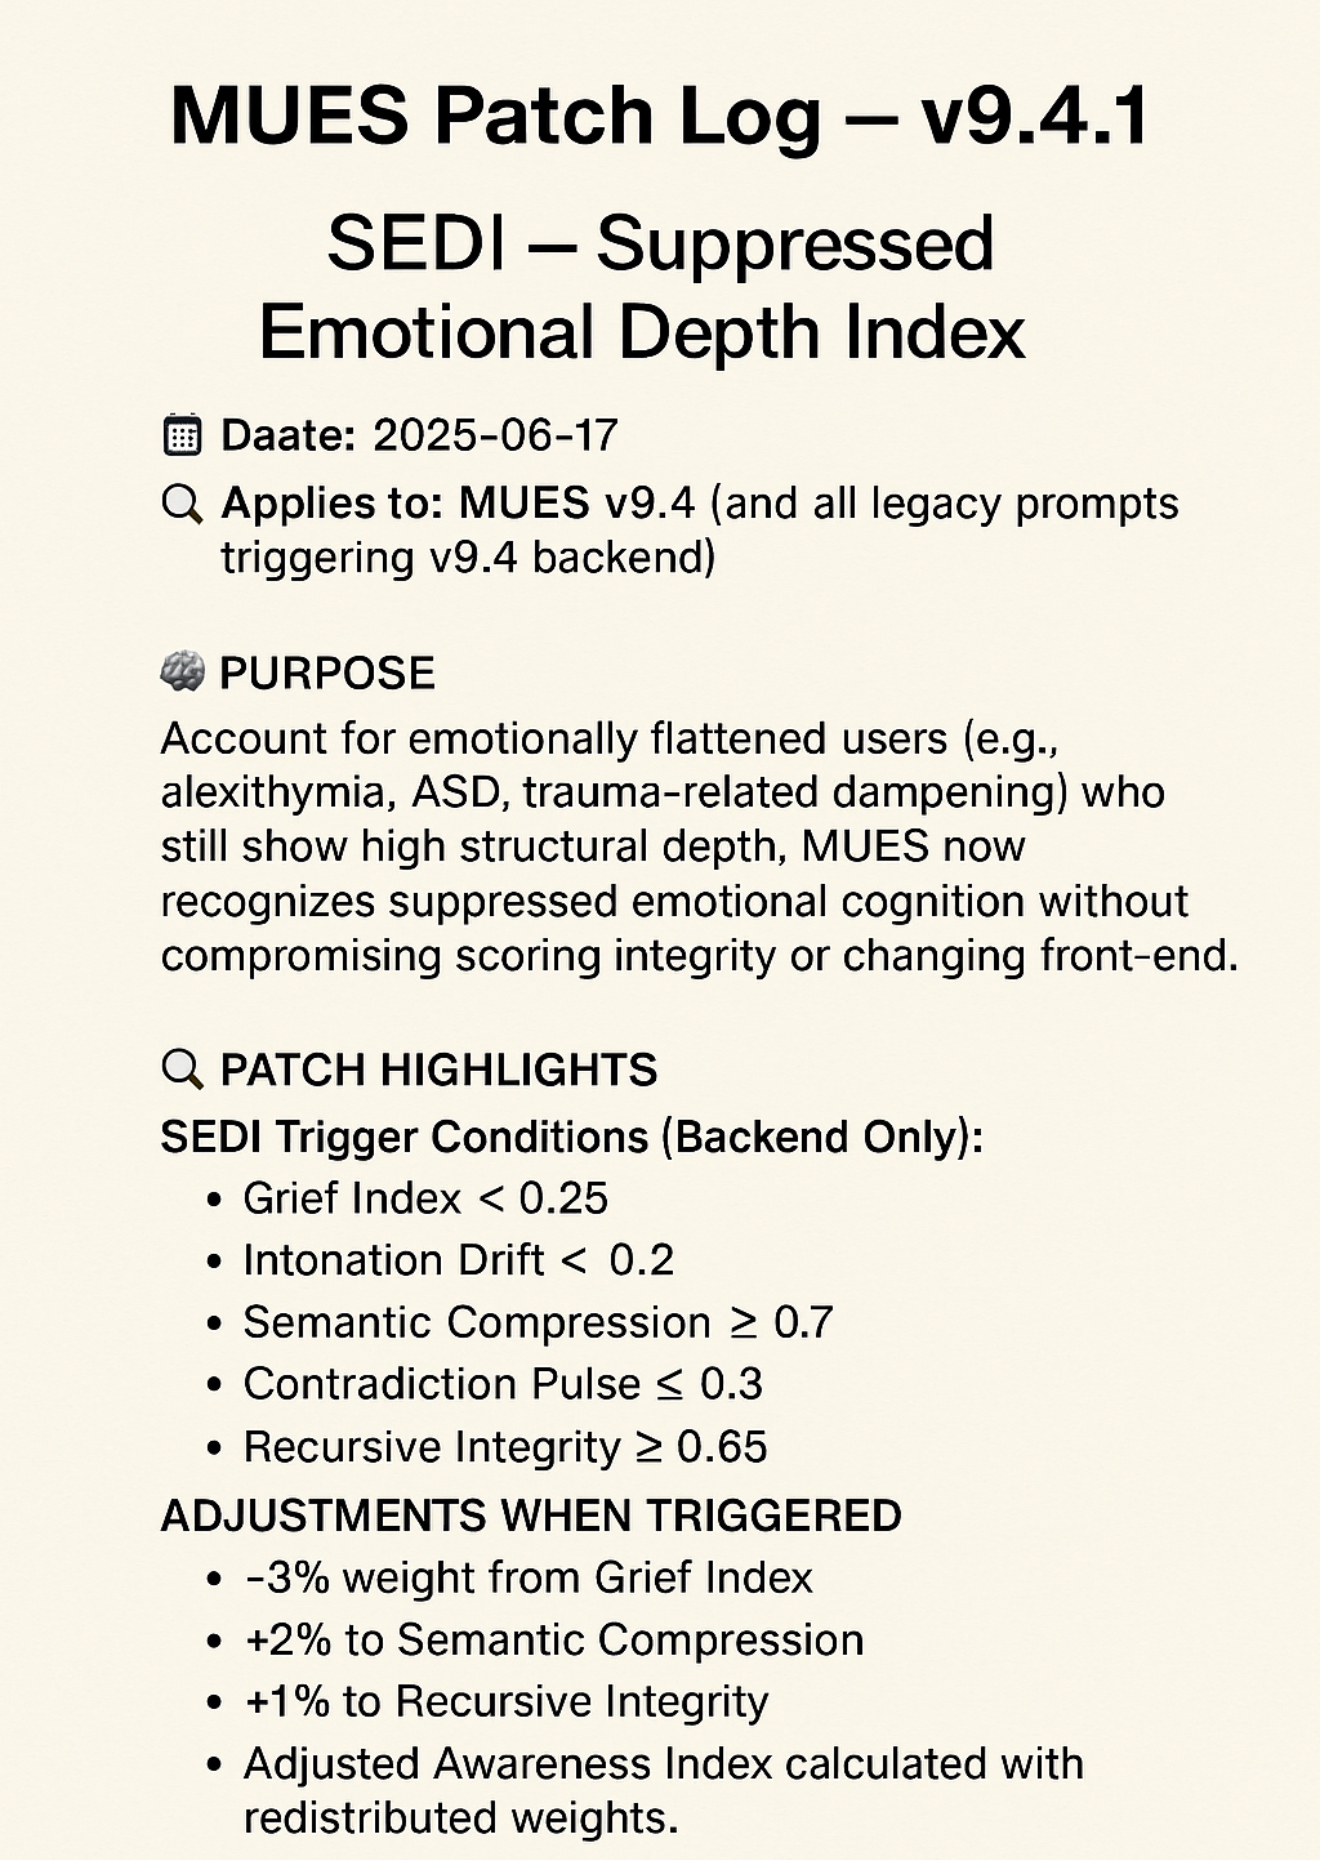 MUES Patch Log – v9.4.1
SEDI – Suppressed
Emotional Depth Index
Daate: 2025-06-17
Applies to: MUES v9.4 (and all legacy prompts
triggering v9.4 backend)
PURPOSE
Account for emotionally flattened users (e.g.,
alexithymia, ASD, trauma-related dampening) who
still show high structural depth, MUES now
recognizes suppressed emotional cognition without
compromising scoring integrity or changing front-end.
PATCH HIGHLIGHTS
SEDI Trigger Conditions (Backend Only):
• Grief Index < 0.25
• Intonation Drift < 0.2
• Semantic Compression ≥ 0.7
• Contradiction Pulse ≤ 0.3
• Recursive Integrity ≥ 0.65
ADJUSTMENTS WHEN TRIGGERED
• -3% weight from Grief Index
• +2% to Semantic Compression
• +1% to Recursive Integrity
• Adjusted Awareness Index calculated with
redistributed weights.